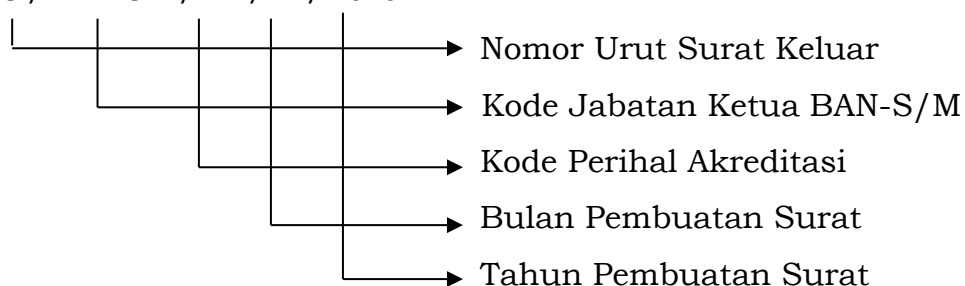 Nomor Urut Surat Keluar
Kode Jabatan Ketua BAN-S/M
Kode Perihal Akreditasi
Bulan Pembuatan Surat
Tahun Pembuatan Surat